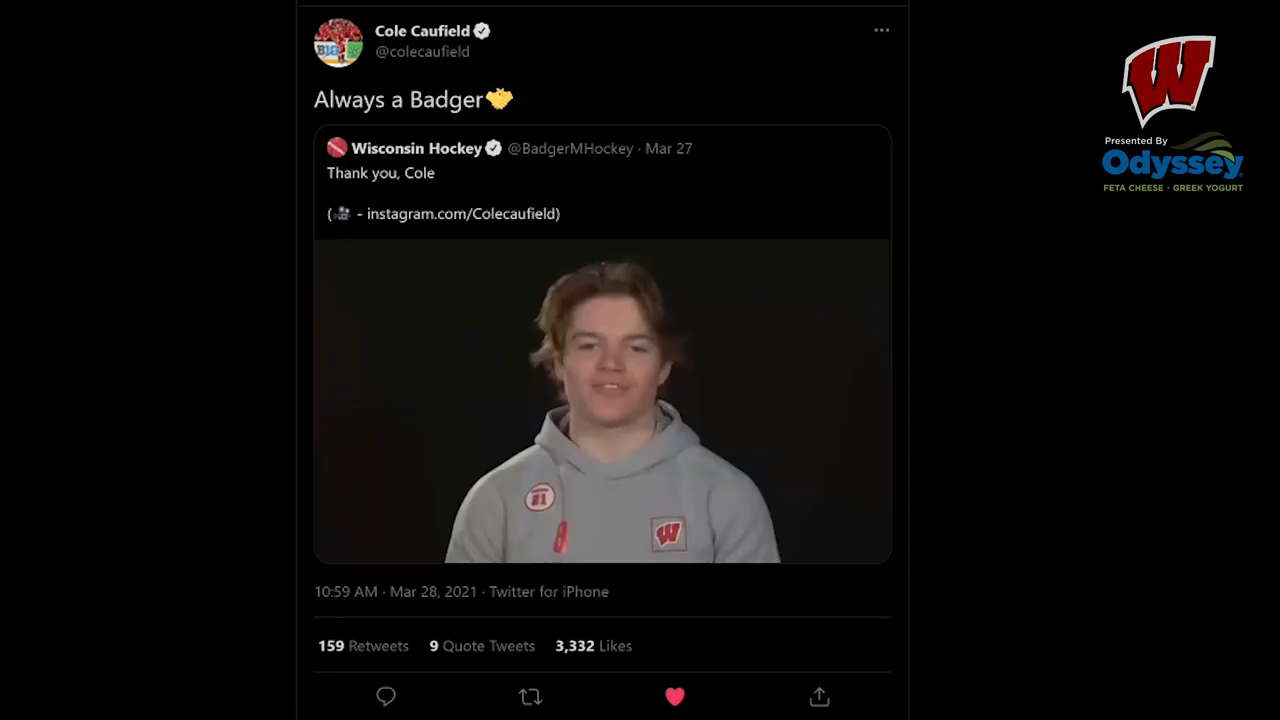 Cole Caufield
@colecaufield
Always a Badger
Wisconsin Hockey @BadgerMHockey · Mar 27
Thank you, Cole
( - instagram.com/Colecaufield)
10:59 AM · Mar 28, 2021 · Twitter for iPhone
159 Retweets 9 Quote Tweets 3,332 Likes
W
Presented By
Odyssey
FETA CHEESE · GREEK YOGURT
B1G
W